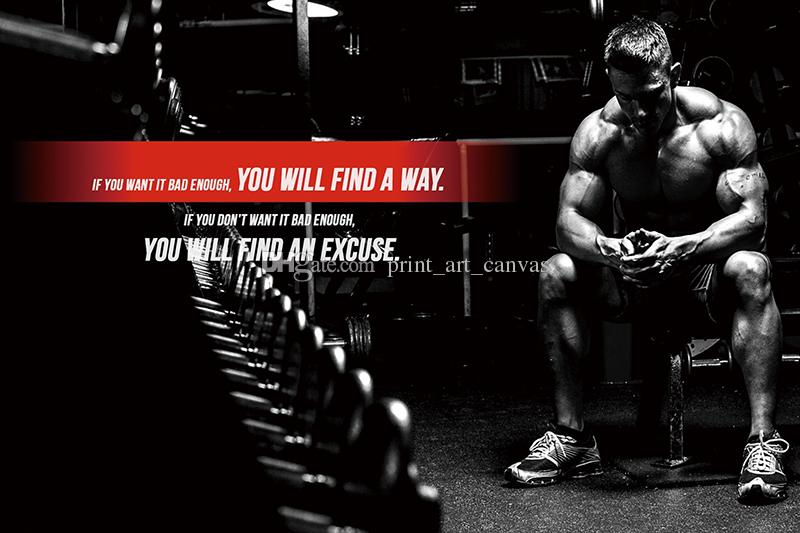 IF YOU WANT IT BAD ENOUGH, YOU WILL FIND A WAY.
IF YOU DON'T WANT IT BAD ENOUGH,
YOU WILL FIND AN EXCUSE.
DHgate.com print_art_canvas